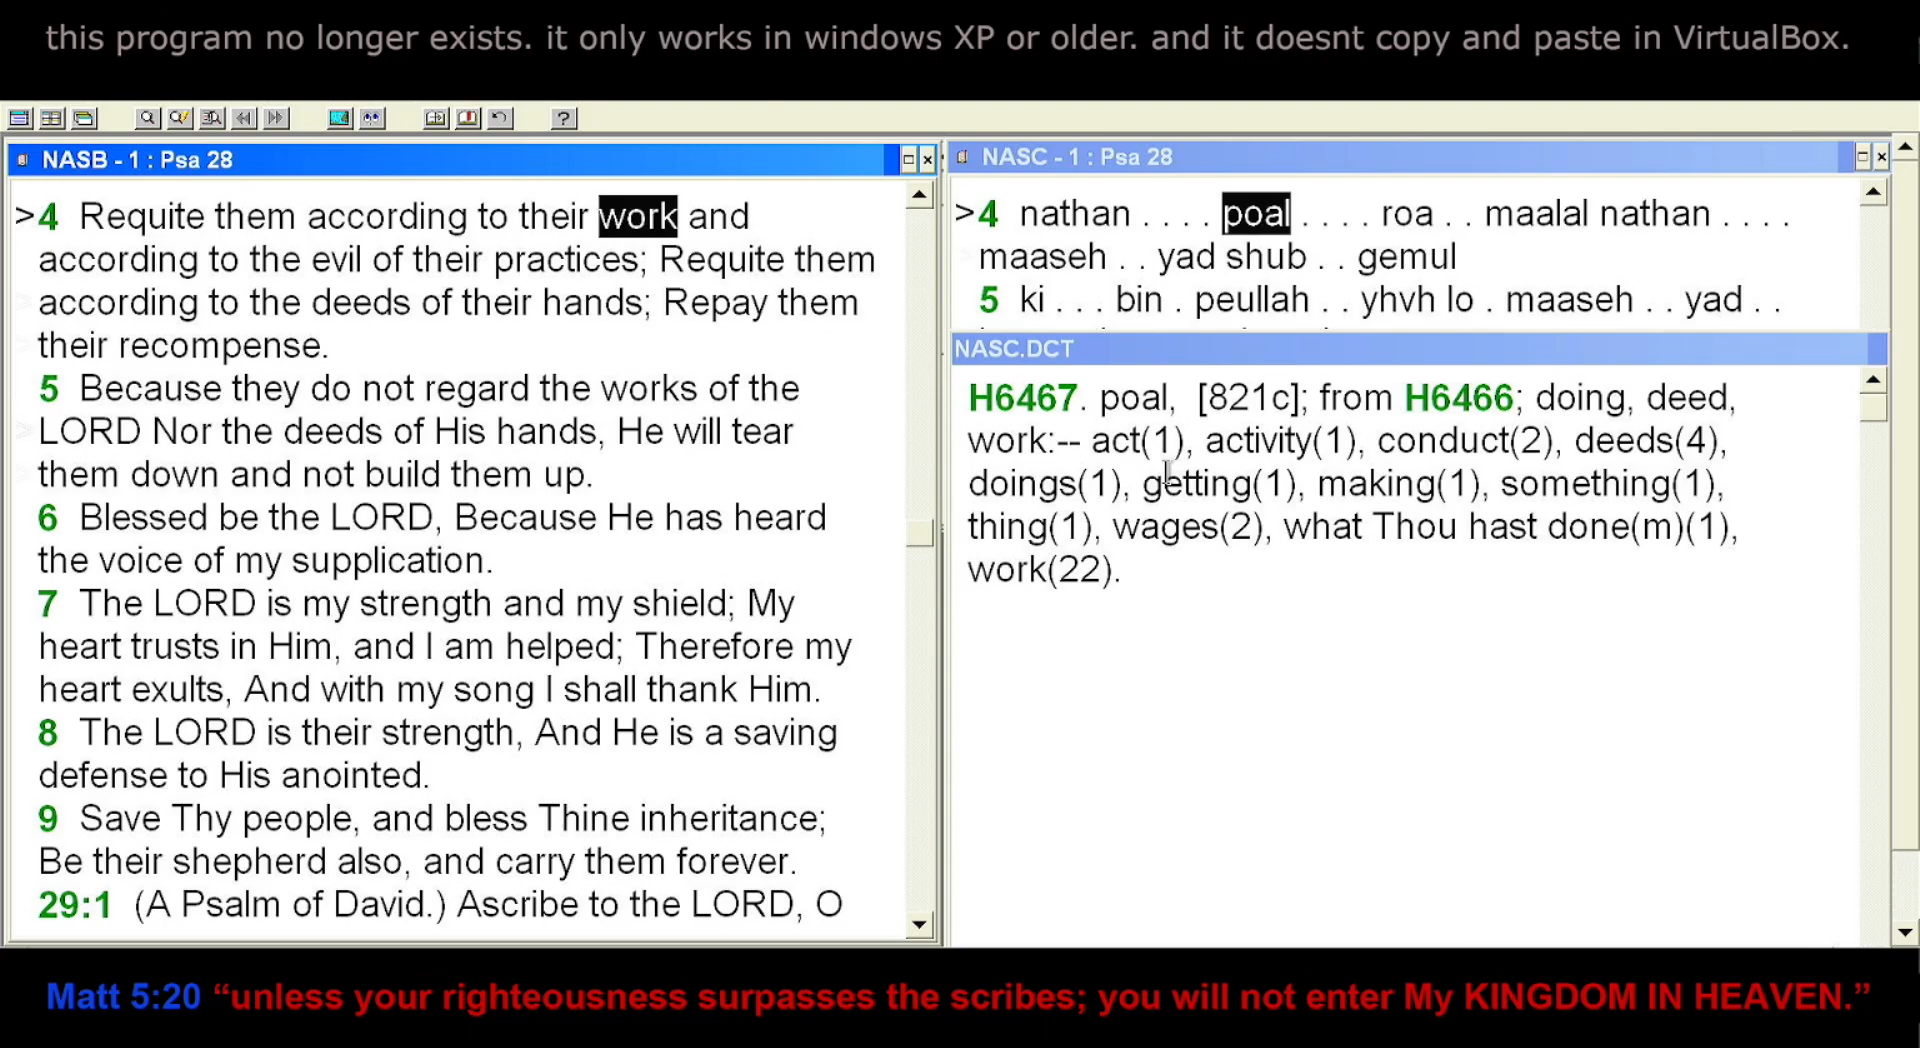 this program no longer exists. it only works in windows XP or older. and it doesnt copy and paste in VirtualBox.
NASB - 1 : Psa 28
>4 Requite them according to their work and
according to the evil of their practices; Requite them
according to the deeds of their hands; Repay them
their recompense.
5 Because they do not regard the works of the
LORD Nor the deeds of His hands, He will tear
them down and not build them up.
6 Blessed be the LORD, Because He has heard
the voice of my supplication.
7 The LORD is my strength and my shield; My
heart trusts in Him, and I am helped; Therefore my
heart exults, And with my song I shall thank Him.
8 The LORD is their strength, And He is a saving
defense to His anointed.
9 Save Thy people, and bless Thine inheritance;
Be their shepherd also, and carry them forever.
29:1 (A Psalm of David.) Ascribe to the LORD, O
NASC - 1 : Psa 28
>4 nathan . . . . poal . . . . roa . . maalal nathan . . . .
maaseh . . yad shub . . gemul
5 ki . . . bin . peullah . . yhvh lo . maaseh . . yad . .
NASC.DCT
H6467. poal, [821c]; from H6466; doing, deed,
work:-- act(1), activity(1), conduct(2), deeds(4),
doings(1), getting(1), making(1), something(1),
thing(1), wages(2), what Thou hast done(m)(1),
work(22).
Matt 5:20 “unless your righteousness surpasses the scribes; you will not enter My KINGDOM IN HEAVEN.”